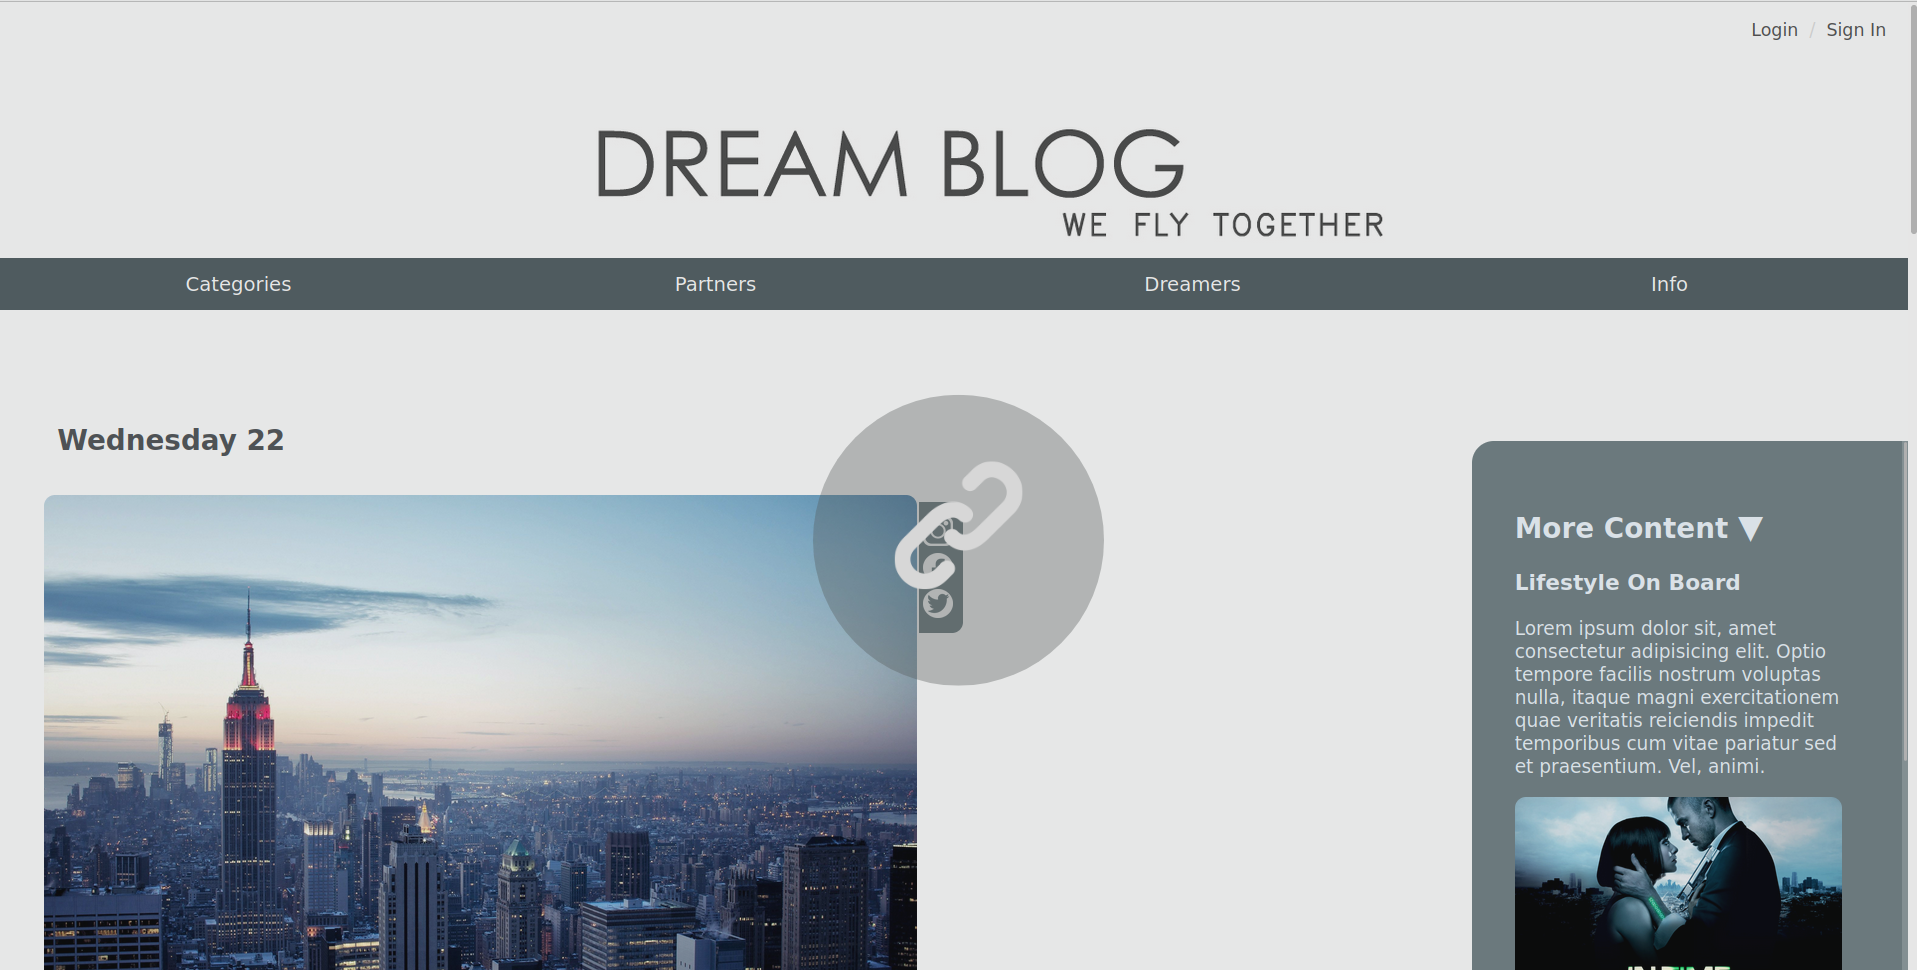 Login / Sign In
DREAM BLOG
WE FLY TOGETHER
Categories Partners Dreamers Info
Wednesday 22
More Content ▼
Lifestyle On Board
Lorem ipsum dolor sit, amet
consectetur adipisicing elit. Optio
tempore facilis nostrum voluptas
nulla, itaque magni exercitationem
quae veritatis reiciendis impedit
temporibus cum vitae pariatur sed
et praesentium. Vel, animi.